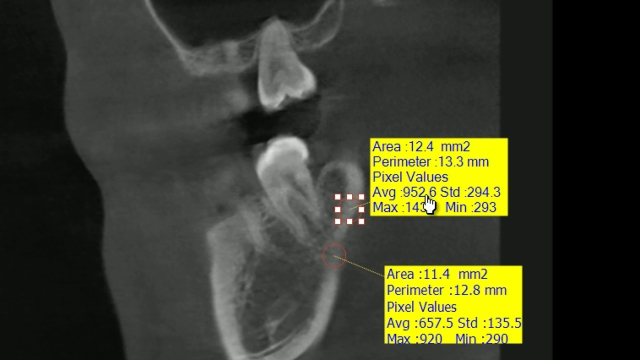 Area :12.4 mm2
Perimeter :13.3 mm
Pixel Values
Avg :952.6 Std :294.3
Max Min :293
Area :11.4 mm2
Perimeter :12.8 mm
Pixel Values
Avg :657.5 Std :135.5
Max :920 Min :290